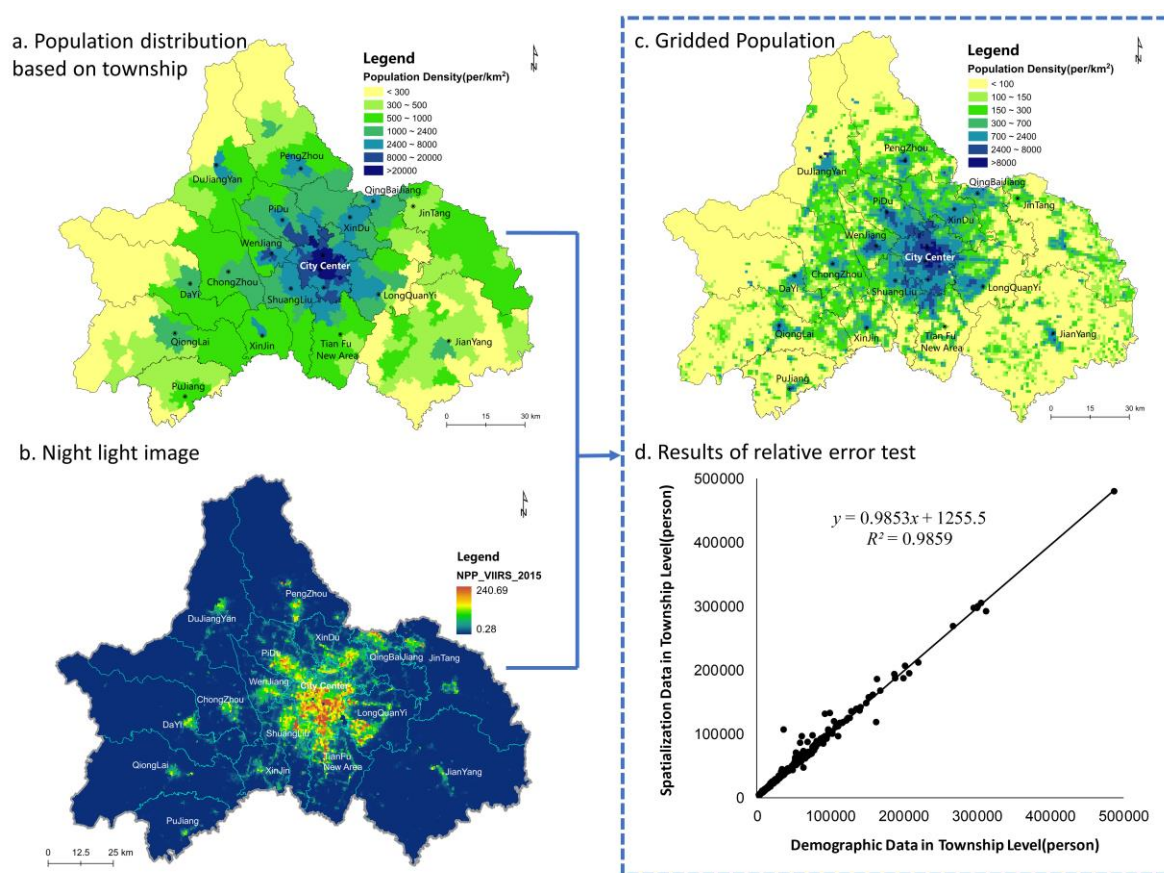 a. Population distribution
based on township
N
Legend
Population Density(per/km²)
< 300
300 ~ 500
500 ~ 1000
1000 ~ 2400
2400 ~ 8000
8000 ~ 20000
>20000
PengZhou
DuJiangYan
QingBaiJiang
JinTang
PiDu
XinDu
WenJiang
City Center
ChongZhou
DaYi
ShuangLiu
LongQuanYi
QiongLai
XinJin
Tian Fu
New Area
JianYang
PuJiang
0 15 30 km
c. Gridded Population
N
Legend
Population Density(per/km²)
< 100
100 ~ 150
150 ~ 300
300 ~ 700
700 ~ 2400
2400 ~ 8000
>8000
PengZhou
DuJiangYan
QingBaiJiang
JinTang
PiDu
XinDu
WenJiang
City Center
ChongZhou
DaYi
ShuangLiu
LongQuanYi
QiongLai
XinJin
Tian Fu
New Area
JianYang
PuJiang
0 15 30 km
b. Night light image
N
Legend
NPP_VIIRS_2015
240.69
0.28
PengZhou
DuJiangYan
XinDu
PiDu
QingBaiJiang
JinTang
WenJiang
City Center
ChongZhou
LongQuanYi
DaYi
ShuangLiu
TianFu
New Area
QiongLai
XinJin
JianYang
PuJiang
0 12.5 25 km
d. Results of relative error test
Spatialization Data in Township Level(person)
500000
400000
300000
200000
100000
0
y = 0.9853x + 1255.5
R² = 0.9859
0 100000 200000 300000 400000 500000
Demographic Data in Township Level(person)